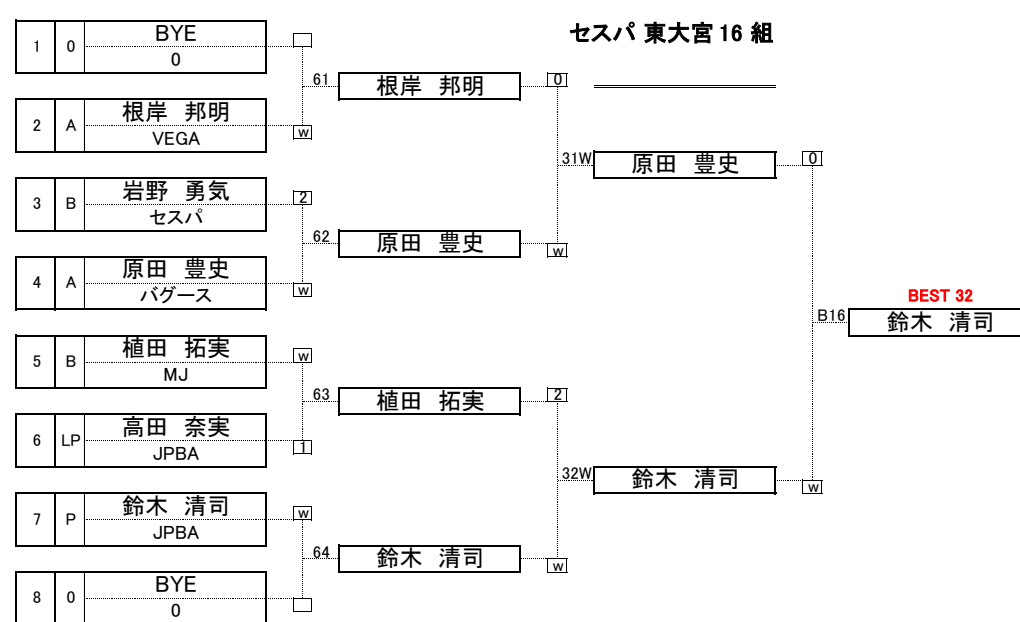 セスパ 東大宮 16 組
1 0 BYE
0
2 A 根岸 邦明 w
VEGA
61 根岸 邦明 0
3 B 岩野 勇気 2
セスパ
4 A 原田 豊史 w
バグース
62 原田 豊史 w
31W 原田 豊史 0
5 B 植田 拓実 w
MJ
6 LP 高田 奈実 1
JPBA
63 植田 拓実 2
7 P 鈴木 清司 w
JPBA
8 0 BYE
0
64 鈴木 清司 w
32W 鈴木 清司 w
BEST 32
B16 鈴木 清司